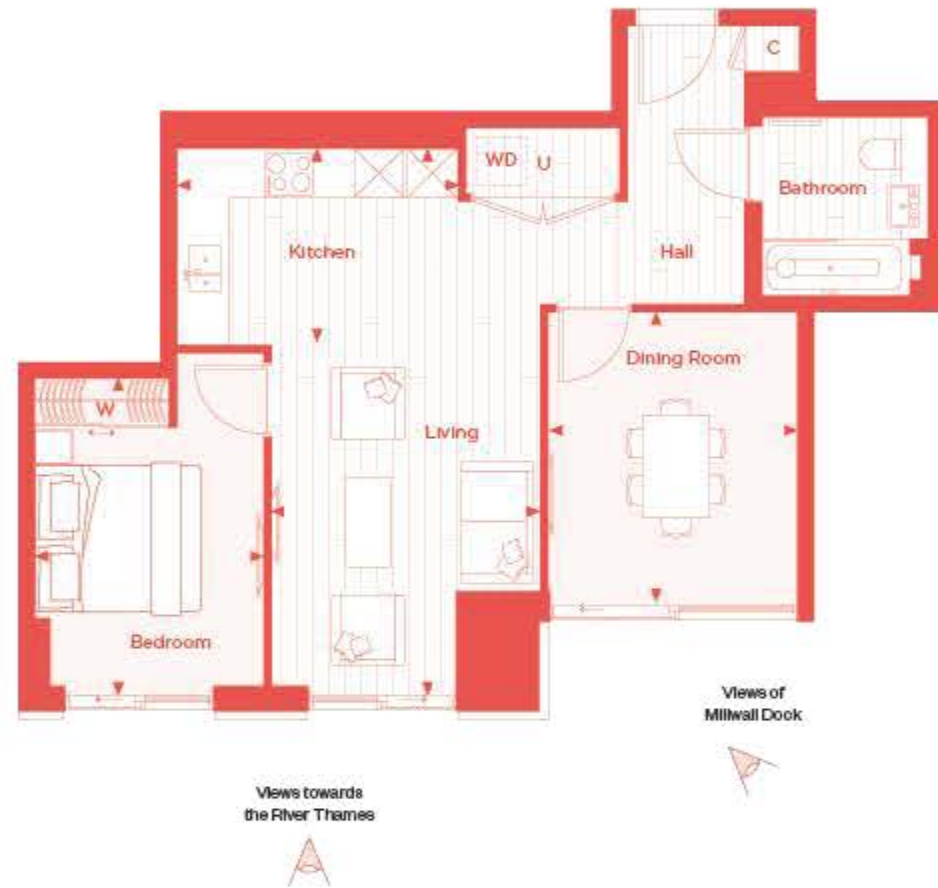 C
WD
U
Bathroom
Kitchen
Hall
Dining Room
W
Living
Bedroom
Views of
Millwall Dock
Views towards
the River Thames